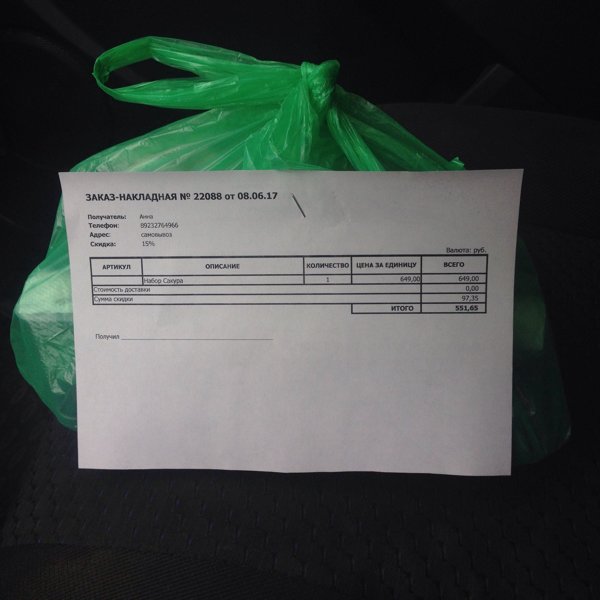 ЗАКАЗ-НАКЛАДНАЯ № 22088 от 08.06.17
Получатель: Анна
Телефон: 89232764966
Адрес: самовывоз
Скидка: 15%
Валюта: руб.
АРТИКУЛ ОПИСАНИЕ КОЛИЧЕСТВО ЦЕНА ЗА ЕДИНИЦУ ВСЕГО
Набор Сакура 1 649,00 649,00
Стоимость доставки 0,00
Сумма скидки 97,35
ИТОГО 551,65
Получил